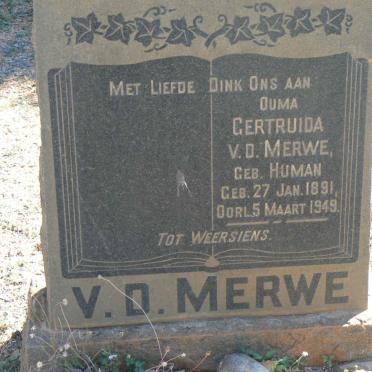 MET LIEFDE DINK ONS AAN
OUMA
GERTRUIDA
V.D. MERWE,
GEB. HUMAN
GEB. 27 JAN. 1891,
OORL. 5 MAART 1949.
TOT WEERSIENS.
V.D. MERWE